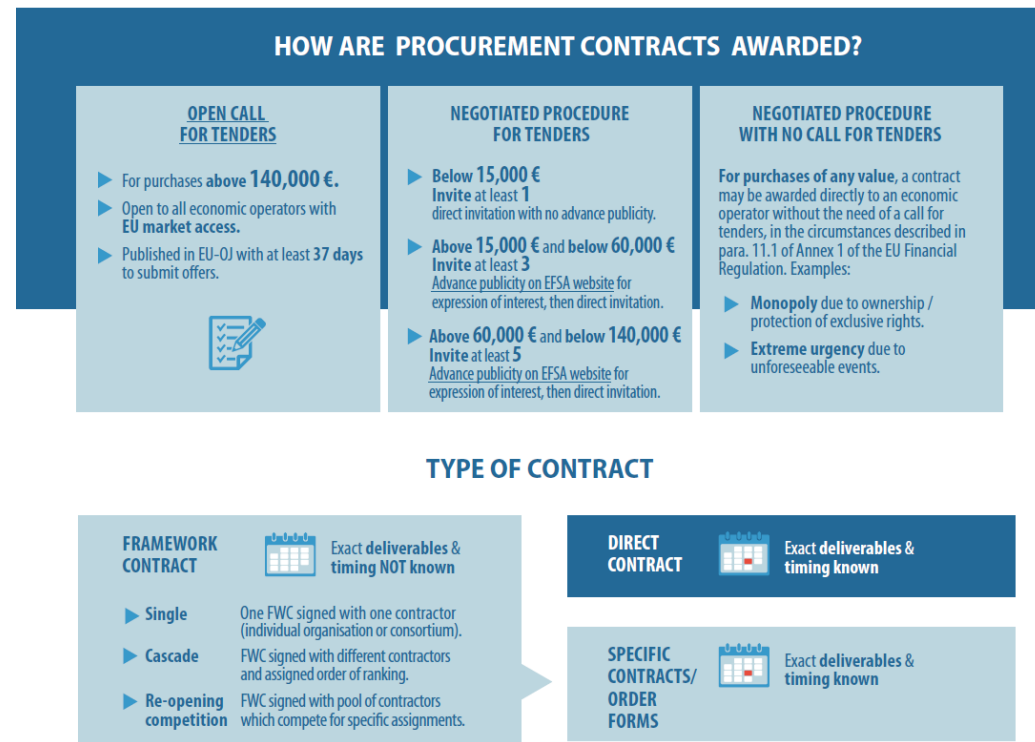 HOW ARE PROCUREMENT CONTRACTS AWARDED?
OPEN CALL
FOR TENDERS
For purchases above 140,000 €.
Open to all economic operators with
EU market access.
Published in EU-OJ with at least 37 days
to submit offers.
NEGOTIATED PROCEDURE
FOR TENDERS
Below 15,000 €
Invite at least 1
direct invitation with no advance publicity.
Above 15,000 € and below 60,000 €
Invite at least 3
Advance publicity on EFSA website for
expression of interest, then direct invitation.
Above 60,000 € and below 140,000 €
Invite at least 5
Advance publicity on EFSA website for
expression of interest, then direct invitation.
NEGOTIATED PROCEDURE
WITH NO CALL FOR TENDERS
For purchases of any value, a contract
may be awarded directly to an economic
operator without the need of a call for
tenders, in the circumstances described in
para. 11.1 of Annex 1 of the EU Financial
Regulation. Examples:
Monopoly due to ownership /
protection of exclusive rights.
Extreme urgency due to
unforeseeable events.
TYPE OF CONTRACT
FRAMEWORK
CONTRACT
Exact deliverables &
timing NOT known
Single
One FWC signed with one contractor
(individual organisation or consortium).
Cascade
FWC signed with different contractors
and assigned order of ranking.
Re-opening
competition
FWC signed with pool of contractors
which compete for specific assignments.
DIRECT
CONTRACT
Exact deliverables &
timing known
SPECIFIC
CONTRACTS/
ORDER
FORMS
Exact deliverables &
timing known